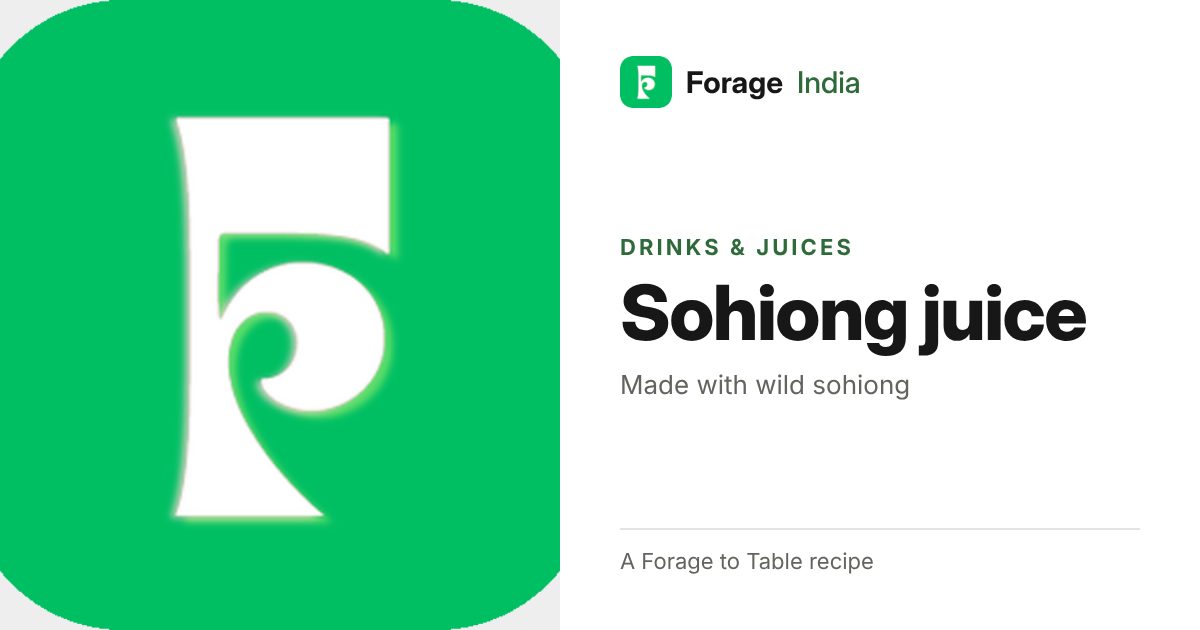 Forage India
DRINKS & JUICES
Sohiong juice
Made with wild sohiong
A Forage to Table recipe